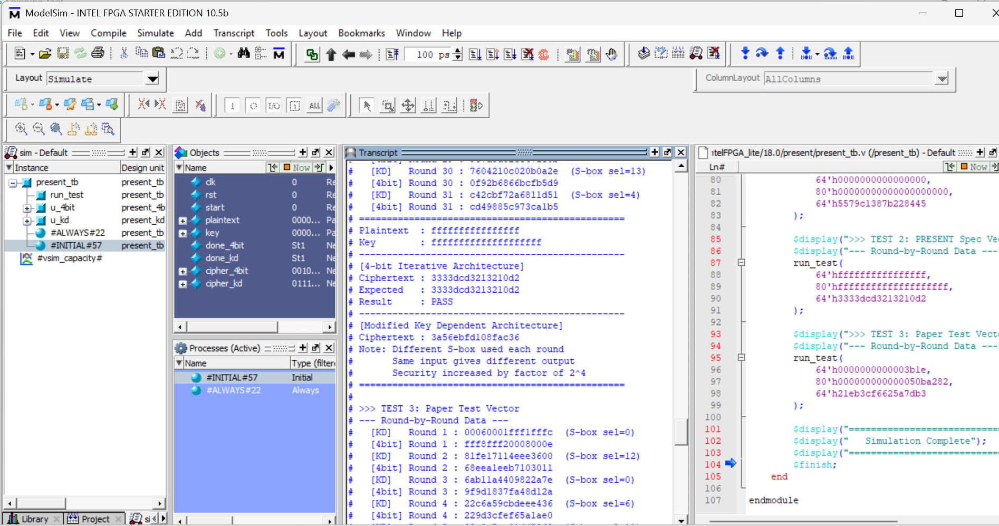 ModelSim - INTEL FPGA STARTER EDITION 10.5b
File Edit View Compile Simulate Add Transcript Tools Layout Bookmarks Window Help
100 ps
Layout Simulate
ColumnLayout AllColumns
sim - Default
Instance Design unit
present_tb present_tb
run_test present_tb
u_4bit present_4b
u_kd present_kd
#ALWAYS#22 present_tb
#INITIAL#57 present_tb
#vsim_capacity#
Library Project si
Objects
Name Now
clk 0 Re
rst 0 Re
start 0 Re
plaintext 0000... Pa
key 0000... Pa
done_4bit St1 Ne
done_kd St1 Ne
cipher_4bit 0010... Ne
cipher_kd 0111... Ne
Processes (Active)
Name Type (filter
#INITIAL#57 Initial
#ALWAYS#22 Always
Transcript
# [KD] Round 30 : 7604210c020b0a2e (S-box sel=13)
# [4bit] Round 30 : 0f92b6866bcfb5d9
# [KD] Round 31 : c42cbf72a6811d51 (S-box sel=4)
# [4bit] Round 31 : cd49885c973ca1b5
# ================================================
# Plaintext : ffffffffffffffff
# Key : ffffffffffffffffffff
# ------------------------------------------------
# [4-bit Iterative Architecture]
# Ciphertext : 3333dcd3213210d2
# Expected : 3333dcd3213210d2
# Result : PASS
# ------------------------------------------------
# [Modified Key Dependent Architecture]
# Ciphertext : 3a56ebfd108fac36
# Note: Different S-box used each round
# Same input gives different output
# Security increased by factor of 2^4
# ================================================
#
# >>> TEST 3: Paper Test Vector
# --- Round-by-Round Data ---
# [KD] Round 1 : 00060001fff1fffc (S-box sel=0)
# [4bit] Round 1 : fff8fff20008000e
# [KD] Round 2 : 81fe17114eee3600 (S-box sel=12)
# [4bit] Round 2 : 68eea1eeb7103011
# [KD] Round 3 : 6ab11a4409822a7e (S-box sel=0)
# [4bit] Round 3 : 9f9d1837fa48d12a
# [KD] Round 4 : 22c6a59cbdeee436 (S-box sel=6)
# [4bit] Round 4 : 229d3cfef65a1ae0
ntelFPGA_lite/18.0/present/present_tb.v (/present_tb) - Default
Ln# Now
80 64'h0000000000000000,
81 80'h00000000000000000000,
82 64'h5579c1387b228445
83 );
84
85 $display(">>> TEST 2: PRESENT Spec Ve
86 $display("--- Round-by-Round Data ---
87 run_test(
88 64'hffffffffffffffff,
89 80'hffffffffffffffffffff,
90 64'h3333dcd3213210d2
91 );
92
93 $display(">>> TEST 3: Paper Test Vect
94 $display("--- Round-by-Round Data ---"
95 run_test(
96 64'h0000000000003b1e,
97 80'h000000000000050ba282,
98 64'h21eb3cf6625a7db3
99 );
100
101 $display("===========================
102 $display(" Simulation Complete");
103 $display("===========================
104 $finish;
105 end
106
107 endmodule